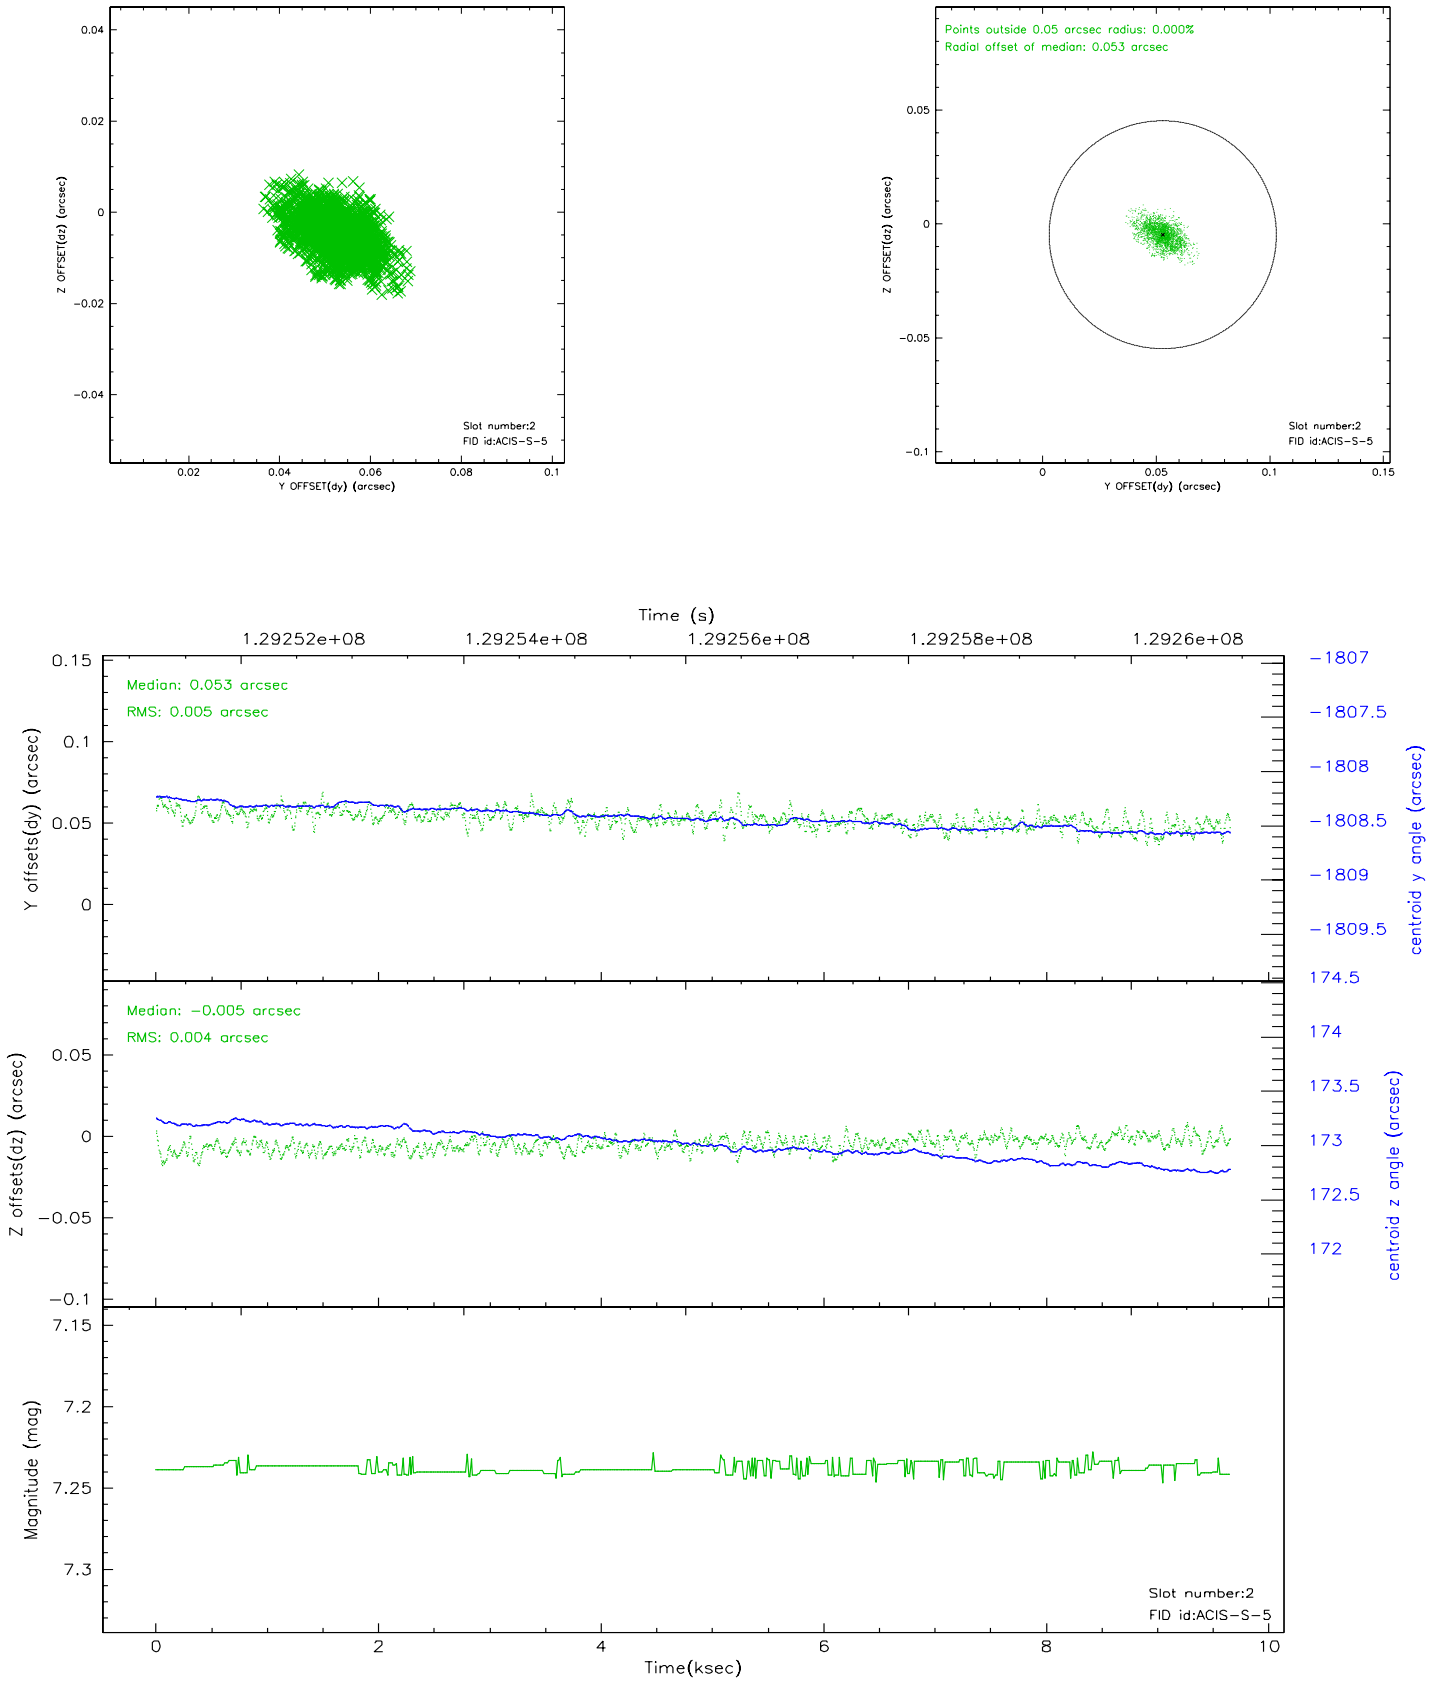 0.04
0.02
0
−0.02
−0.04
Z OFFSET(dz) (arcsec)
Slot number:2
FID id:ACIS−S−5
0.02 0.04 0.06 0.08 0.1
Y OFFSET(dy) (arcsec)
Points outside 0.05 arcsec radius: 0.000%
Radial offset of median: 0.053 arcsec
0.05
0
−0.05
−0.1
Z OFFSET(dz) (arcsec)
Slot number:2
FID id:ACIS−S−5
0 0.05 0.1 0.15
Y OFFSET(dy) (arcsec)
Time (s)
1.29252e+08 1.29254e+08 1.29256e+08 1.29258e+08 1.2926e+08
0.15
0.1
0.05
0
Y offsets(dy) (arcsec)
Median: 0.053 arcsec
RMS: 0.005 arcsec
−1807
−1807.5
−1808
−1808.5
−1809
−1809.5
centroid y angle (arcsec)
0.05
0
−0.05
−0.1
Z offsets(dz) (arcsec)
Median: −0.005 arcsec
RMS: 0.004 arcsec
174.5
174
173.5
173
172.5
172
centroid z angle (arcsec)
7.15
7.2
7.25
7.3
Magnitude (mag)
Slot number:2
FID id:ACIS−S−5
0 2 4 6 8 10
Time(ksec)